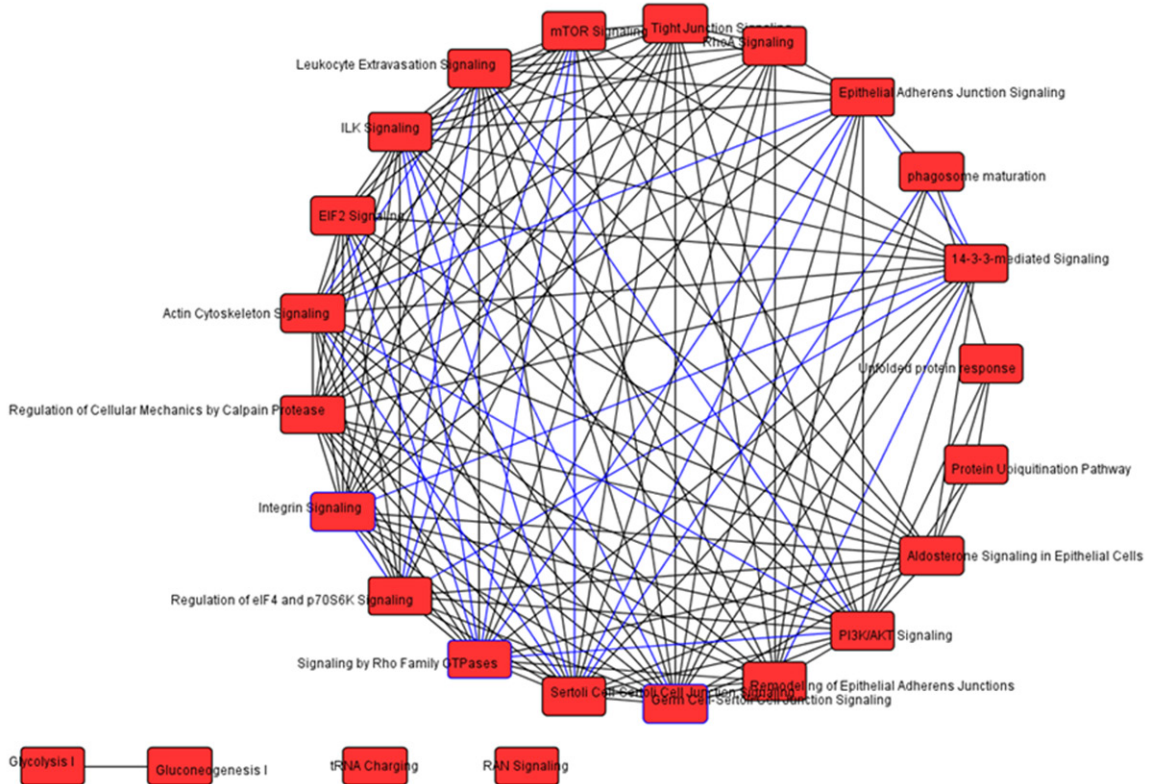 mTOR Signaling
Tight Junction Signaling
RhoA Signaling
Leukocyte Extravasation Signaling
Epithelial Adherens Junction Signaling
ILK Signaling
phagosome maturation
EIF2 Signaling
14-3-3-mediated Signaling
Actin Cytoskeleton Signaling
Unfolded protein response
Regulation of Cellular Mechanics by Calpain Protease
Protein Ubiquitination Pathway
Integrin Signaling
Aldosterone Signaling in Epithelial Cells
Regulation of eIF4 and p70S6K Signaling
PI3K/AKT Signaling
Signaling by Rho Family GTPases
Remodeling of Epithelial Adherens Junctions
Sertoli Cell-Sertoli Cell Junction Signaling
Germ Cell-Sertoli Cell Junction Signaling
Glycolysis I
Gluconeogenesis I
tRNA Charging
RAN Signaling